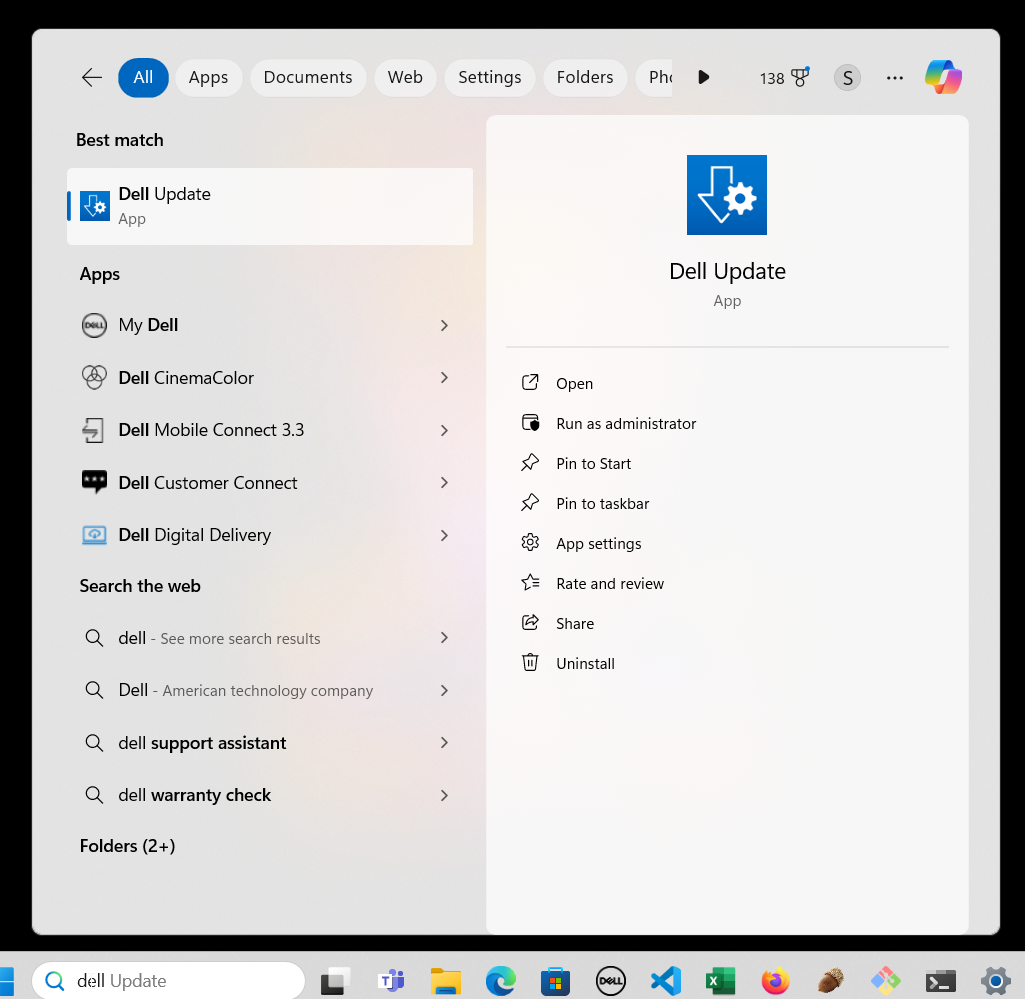 All Apps Documents Web Settings Folders Pho 138 S
Best match
Dell Update
App
Apps
My Dell
Dell CinemaColor
Dell Mobile Connect 3.3
Dell Customer Connect
Dell Digital Delivery
Search the web
dell - See more search results
Dell - American technology company
dell support assistant
dell warranty check
Folders (2+)
Dell Update
App
Open
Run as administrator
Pin to Start
Pin to taskbar
App settings
Rate and review
Share
Uninstall
dell Update